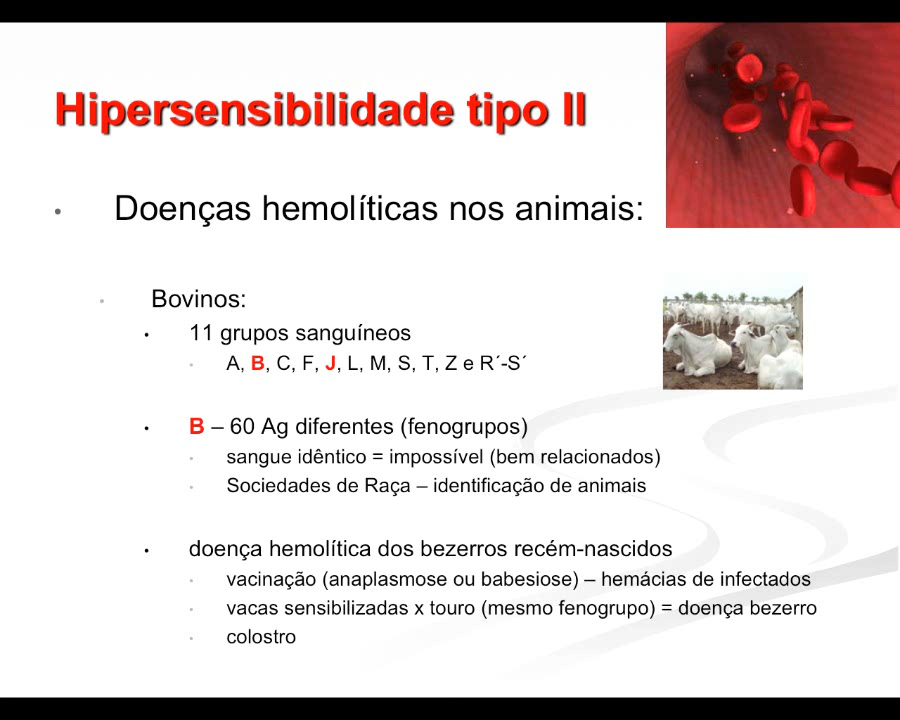 Hipersensibilidade tipo II
• Doenças hemolíticas nos animais:
• Bovinos:
• 11 grupos sanguíneos
• A, B, C, F, J, L, M, S, T, Z e R´-S´
• B – 60 Ag diferentes (fenogrupos)
• sangue idêntico = impossível (bem relacionados)
• Sociedades de Raça – identificação de animais
• doença hemolítica dos bezerros recém-nascidos
• vacinação (anaplasmose ou babesiose) – hemácias de infectados
• vacas sensibilizadas x touro (mesmo fenogrupo) = doença bezerro
• colostro